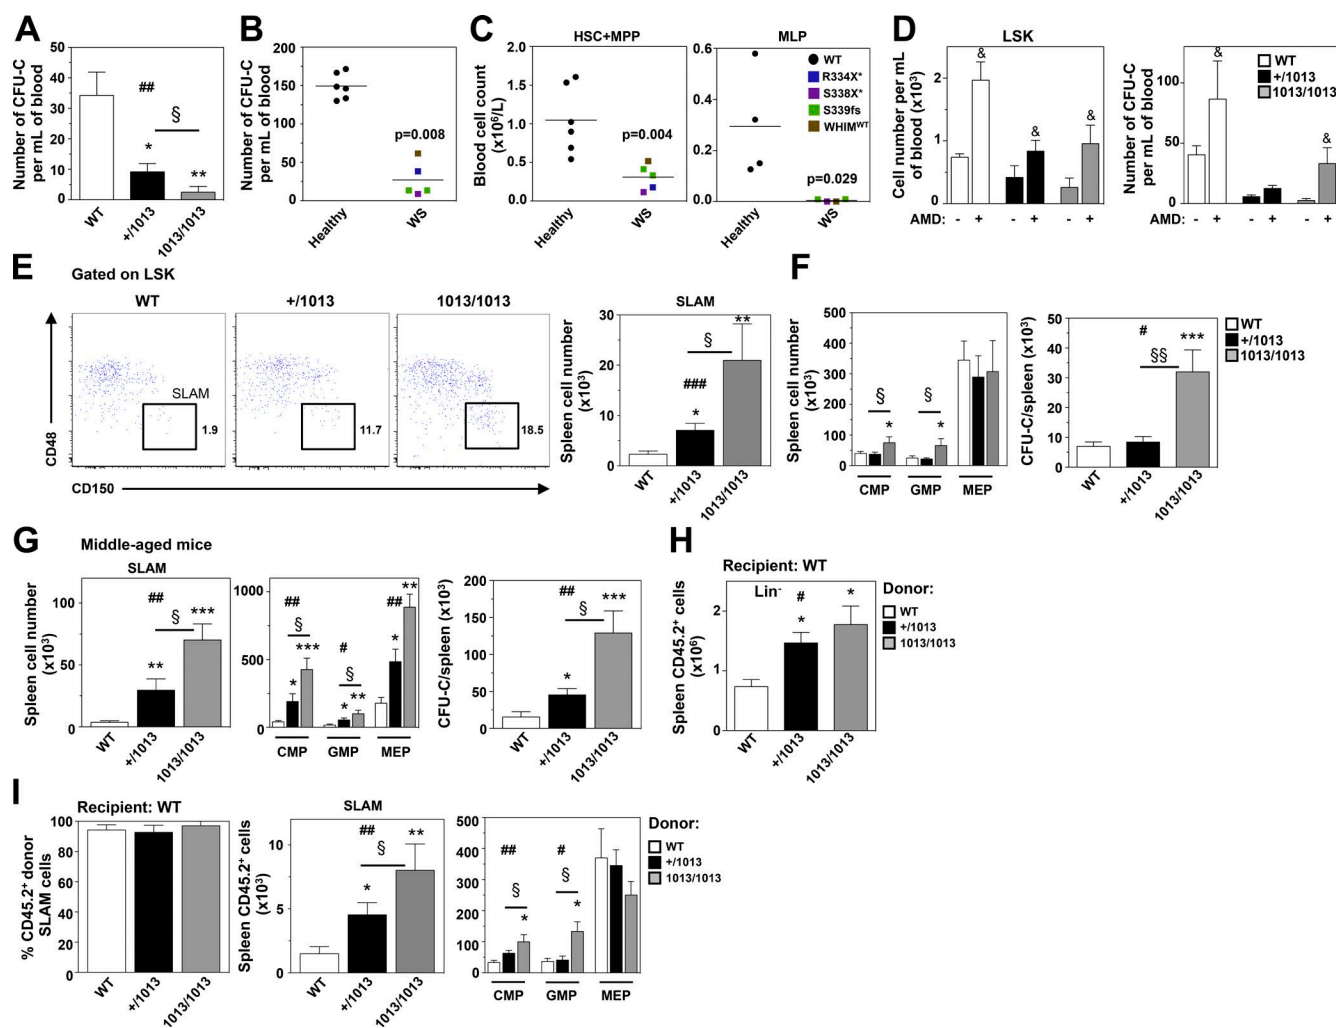 A
Number of CFU-C
per mL of blood
50
40
30
20
10
0
##
§
*
**
WT
+/1013
1013/1013
B
Number of CFU-C
per mL of blood
200
150
100
50
0
p=0.008
Healthy
WS
C
HSC+MPP
Blood cell count
(x10⁶/L)
2.0
1.5
1.0
0.5
0.0
p=0.004
Healthy
WS
MLP
0.6
0.4
0.2
0.0
WT
R334X*
S338X*
S339fs
WHIMᵂᵀ
p=0.029
Healthy
WS
D
LSK
Cell number per mL
of blood (x10³)
2
1
0
&
&
&
AMD: - + - + - +
Number of CFU-C
per mL of blood
100
50
0
&
&
WT
+/1013
1013/1013
AMD: - + - + - +
E
Gated on LSK
WT
+/1013
1013/1013
SLAM
1.9
11.7
18.5
CD48
CD150
SLAM
Spleen cell number
(x10³)
30
20
10
0
**
§
###
*
WT
+/1013
1013/1013
F
Spleen cell number
(x10³)
500
400
300
200
100
0
§
*
§
*
CMP
GMP
MEP
CFU-C/spleen (x10³)
50
40
30
20
10
0
#
§§
***
WT
+/1013
1013/1013
WT
+/1013
1013/1013
G
Middle-aged mice
SLAM
Spleen cell number
(x10³)
100
50
0
##
§
***
**
WT
+/1013
1013/1013
1000
500
0
##
§
***
*
#
§
**
*
**
##
*
CMP
GMP
MEP
CFU-C/spleen (x10³)
200
150
100
50
0
##
§
***
*
WT
+/1013
1013/1013
H
Recipient: WT
Lin⁻
Spleen CD45.2⁺ cells
(x10⁶)
2
1
0
#
*
*
WT
+/1013
1013/1013
Donor:
WT
+/1013
1013/1013
I
Recipient: WT
% CD45.2⁺ donor
SLAM cells
100
80
60
40
20
0
WT
+/1013
1013/1013
SLAM
Spleen CD45.2⁺ cells
(x10³)
10
5
0
##
§
**
*
WT
+/1013
1013/1013
500
400
300
200
100
0
##
§
*
#
§
*
CMP
GMP
MEP
Donor:
WT
+/1013
1013/1013